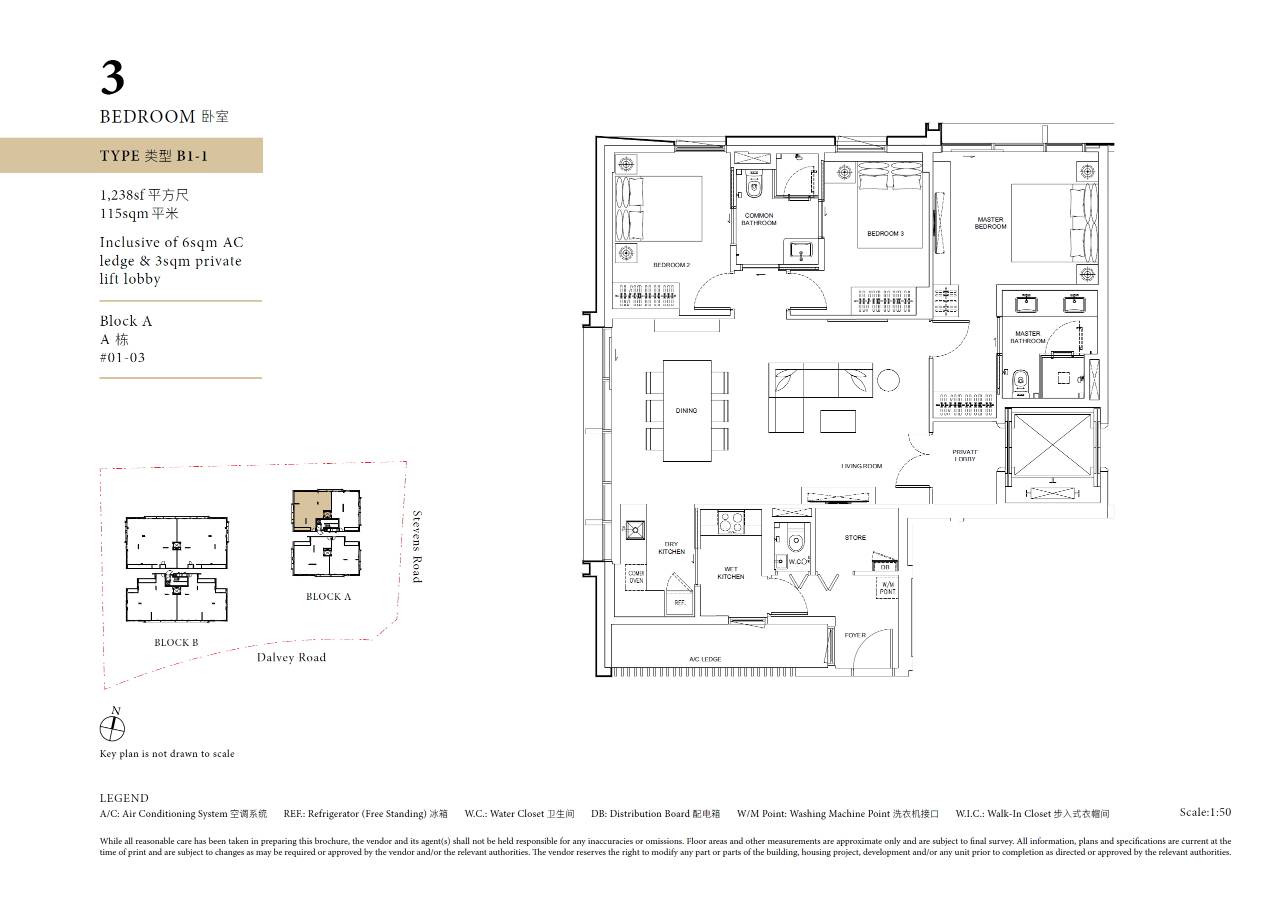 3
BEDROOM 卧室
TYPE 类型 B1-1
1,238sf 平方尺
115sqm 平米
Inclusive of 6sqm AC
ledge & 3sqm private
lift lobby
Block A
A 栋
#01-03
BEDROOM 2
COMMON
BATHROOM
BEDROOM 3
MASTER
BEDROOM
MASTER
BATHROOM
DINING
LIVING ROOM
PRIVATE
LOBBY
DRY
KITCHEN
COMBI
OVEN
REF.
WET
KITCHEN
W.C
STORE
DB
W/M
POINT
FOYER
A/C LEDGE
BLOCK A
BLOCK B
Stevens Road
Dalvey Road
N
Key plan is not drawn to scale
LEGEND
A/C: Air Conditioning System 空调系统 REF.: Refrigerator (Free Standing) 冰箱 W.C.: Water Closet 卫生间 DB: Distribution Board 配电箱 W/M Point: Washing Machine Point 洗衣机接口 W.I.C.: Walk-In Closet 步入式衣帽间
Scale:1:50
While all reasonable care has been taken in preparing this brochure, the vendor and its agent(s) shall not be held responsible for any inaccuracies or omissions. Floor areas and other measurements are approximate only and are subject to final survey. All information, plans and specifications are current at the
time of print and are subject to changes as may be required or approved by the vendor and/or the relevant authorities. The vendor reserves the right to modify any part or parts of the building, housing project, development and/or any unit prior to completion as directed or approved by the relevant authorities.